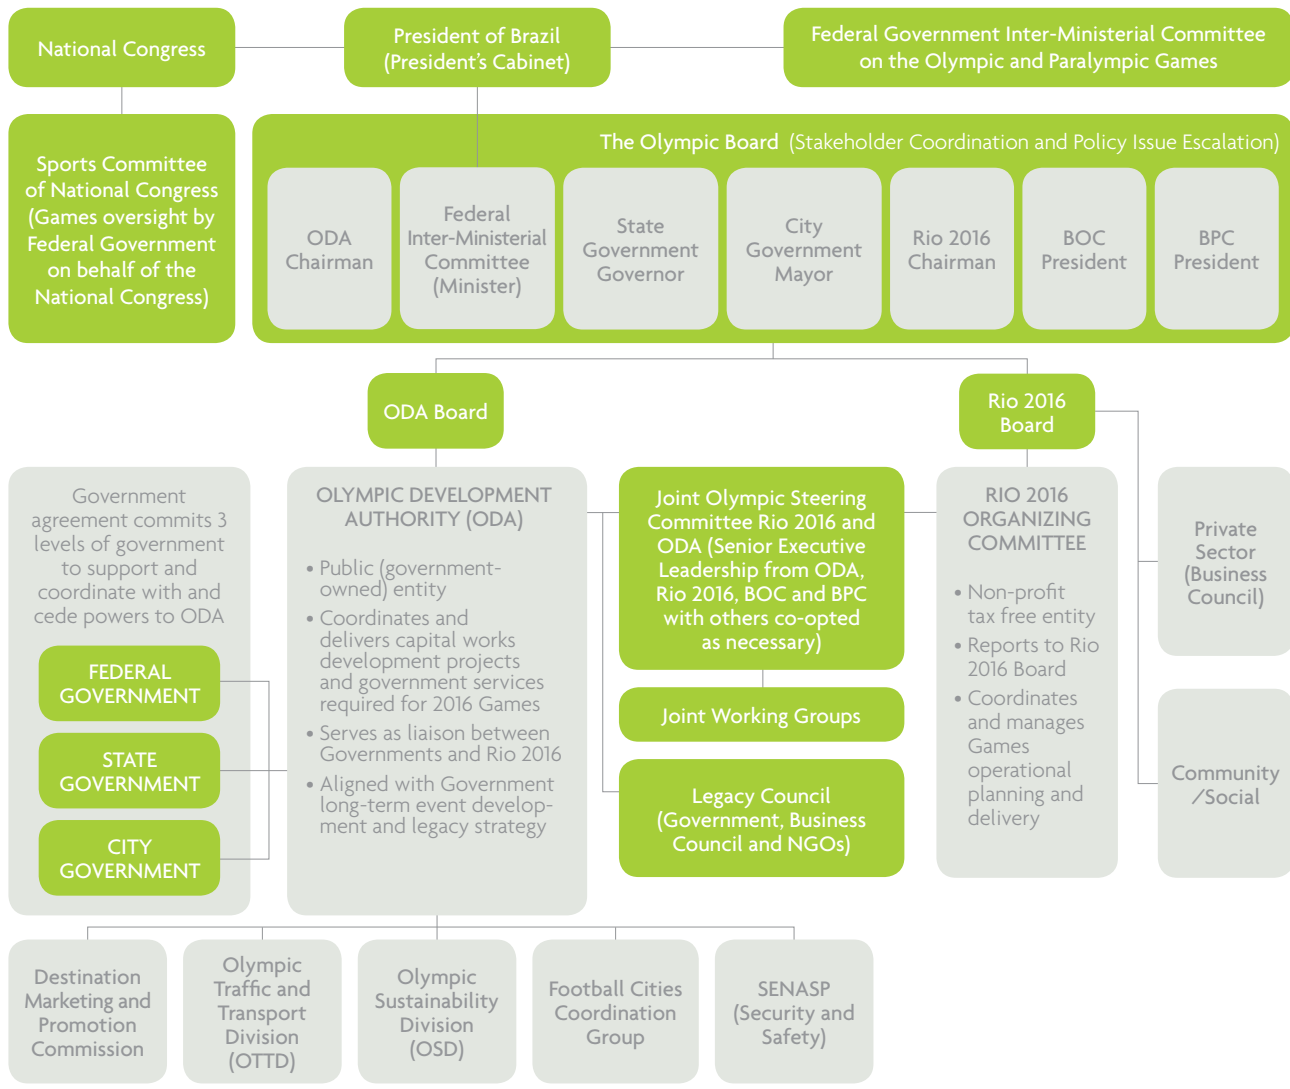 National Congress
President of Brazil
(President’s Cabinet)
Federal Government Inter-Ministerial Committee
on the Olympic and Paralympic Games
Sports Committee
of National Congress
(Games oversight by
Federal Government
on behalf of the
National Congress)
The Olympic Board (Stakeholder Coordination and Policy Issue Escalation)
ODA
Chairman
Federal
Inter-Ministerial
Committee
(Minister)
State
Government
Governor
City
Government
Mayor
Rio 2016
Chairman
BOC
President
BPC
President
ODA Board
Rio 2016
Board
Government
agreement commits 3
levels of government
to support and
coordinate with and
cede powers to ODA
FEDERAL
GOVERNMENT
STATE
GOVERNMENT
CITY
GOVERNMENT
OLYMPIC DEVELOPMENT
AUTHORITY (ODA)
• Public (government-
owned) entity
• Coordinates and
delivers capital works
development projects
and government services
required for 2016 Games
• Serves as liaison between
Governments and Rio 2016
• Aligned with Government
long-term event develop-
ment and legacy strategy
Joint Olympic Steering
Committee Rio 2016 and
ODA (Senior Executive
Leadership from ODA,
Rio 2016, BOC and BPC
with others co-opted
as necessary)
Joint Working Groups
Legacy Council
(Government, Business
Council and NGOs)
RIO 2016
ORGANIZING
COMMITTEE
• Non-profit
tax free entity
• Reports to Rio
2016 Board
• Coordinates
and manages
Games
operational
planning and
delivery
Private
Sector
(Business
Council)
Community
/Social
Destination
Marketing and
Promotion
Commission
Olympic
Traffic and
Transport
Division
(OTTD)
Olympic
Sustainability
Division
(OSD)
Football Cities
Coordination
Group
SENASP
(Security and
Safety)